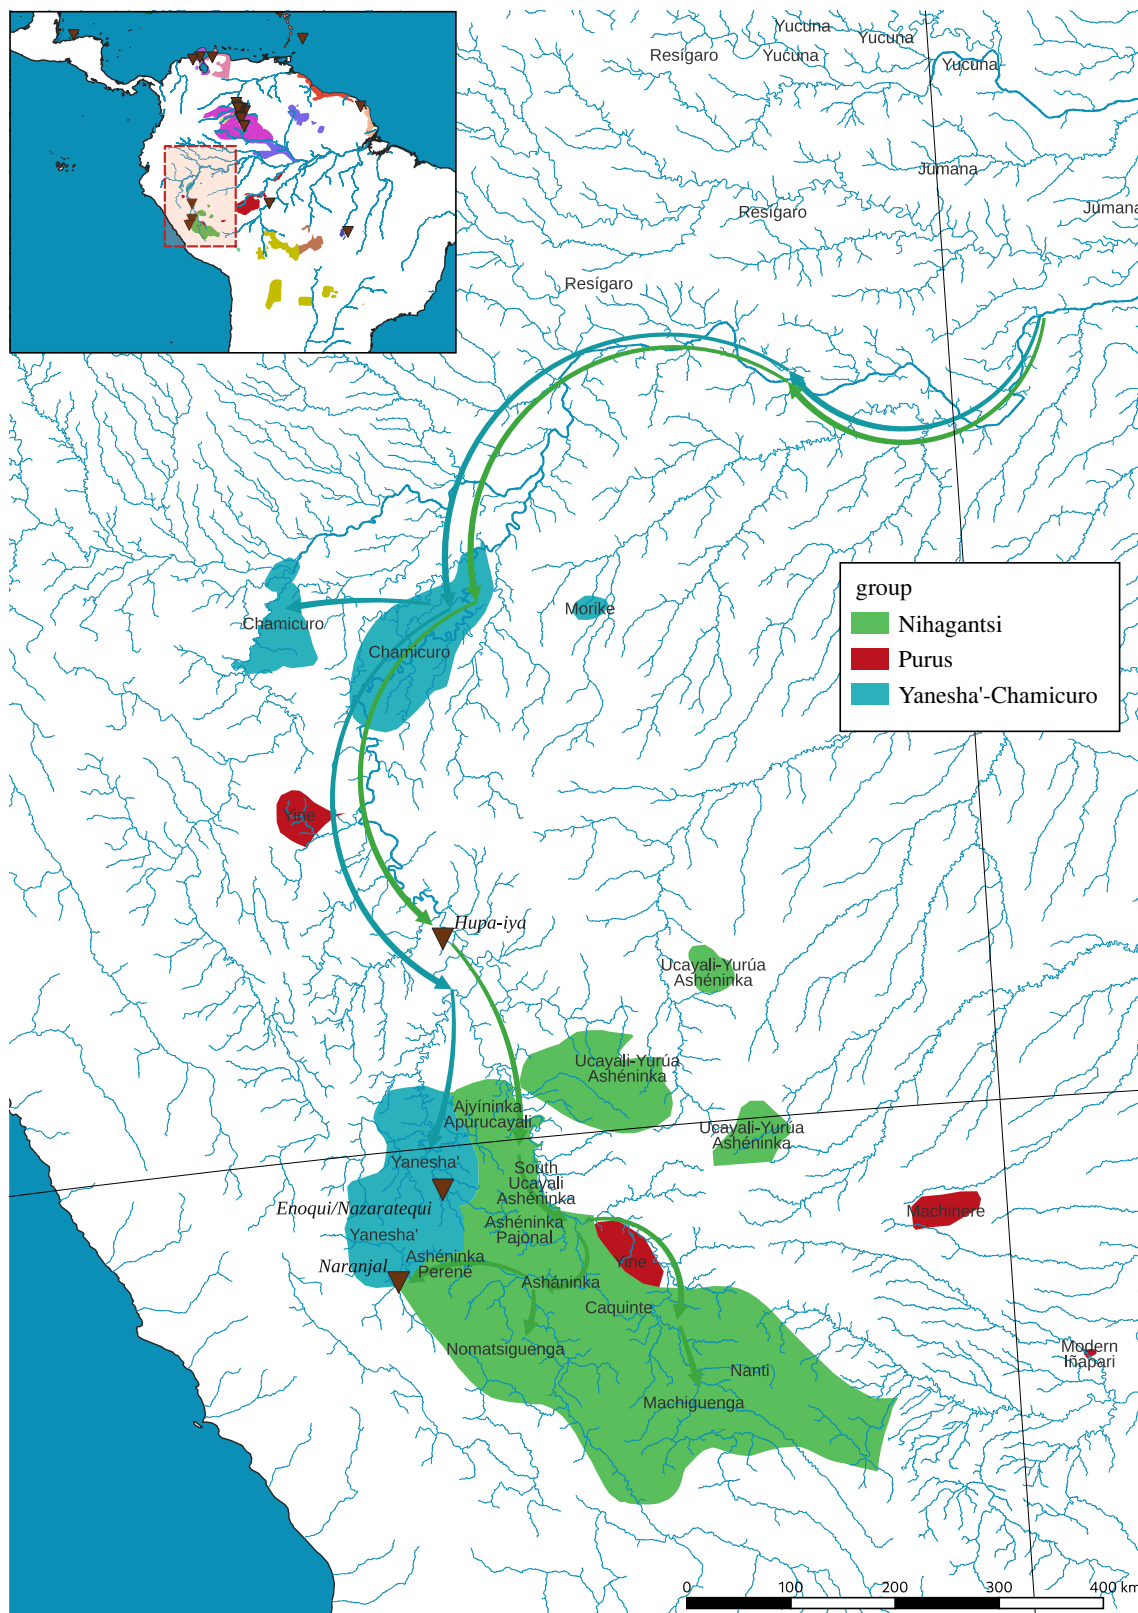 Yucuna
Yucuna
Resígaro
Yucuna
Yucuna
Jumana
Jumana
Resígaro
Resígaro
group
Nihagantsi
Purus
Yanesha'-Chamicuro
Morike
Chamicuro
Chamicuro
Yine
Hupa-iya
Ucayali-Yurúa
Ashéninka
Ucayali-Yurúa
Ashéninka
Ajyíninka
Apurucayali
Ucayali-Yurúa
Ashéninka
Yanesha'
South
Ucayali
Ashéninka
Enoqui/Nazaratequi
Machinere
Ashéninka
Pajonal
Yanesha'
Ashéninka
Perené
Naranjal
Yine
Asháninka
Caquinte
Nomatsiguenga
Modern
Iñapari
Nanti
Machiguenga
0 100 200 300 400 km